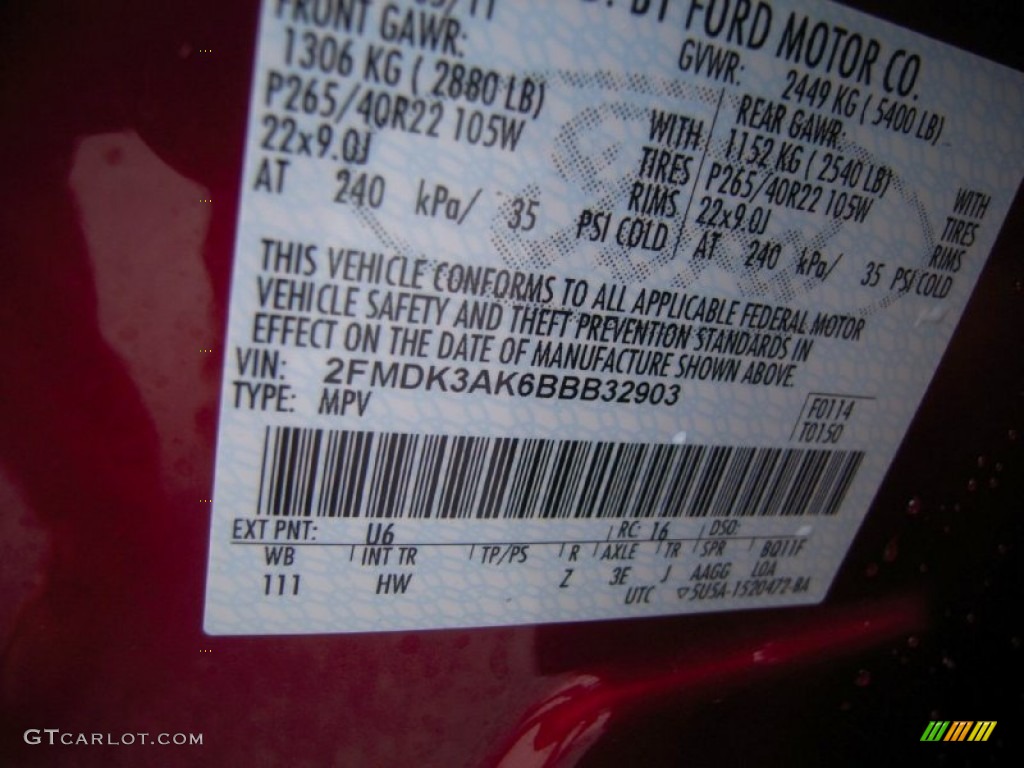 BY FORD MOTOR CO.
FRONT GAWR: GVWR: 2449 KG ( 5400 LB)
1306 KG ( 2880 LB) WITH REAR GAWR:
P265/40R22 105W TIRES 1152 KG ( 2540 LB) WITH
22x9.0J RIMS P265/40R22 105W TIRES
AT 240 kPa/ 35 PSI COLD 22x9.0J RIMS
AT 240 kPa/ 35 PSI COLD
THIS VEHICLE CONFORMS TO ALL APPLICABLE FEDERAL MOTOR
VEHICLE SAFETY AND THEFT PREVENTION STANDARDS IN
EFFECT ON THE DATE OF MANUFACTURE SHOWN ABOVE.
VIN: 2FMDK3AK6BBB32903
TYPE: MPV
F0114
T0150
EXT PNT: U6 RC: 16 DSO:
WB INT TR TP/PS R AXLE TR SPR BQ11F
111 HW Z 3E J AAGG LOA
UTC ▽5U5A-1520472-BA
GTCARLOT.COM